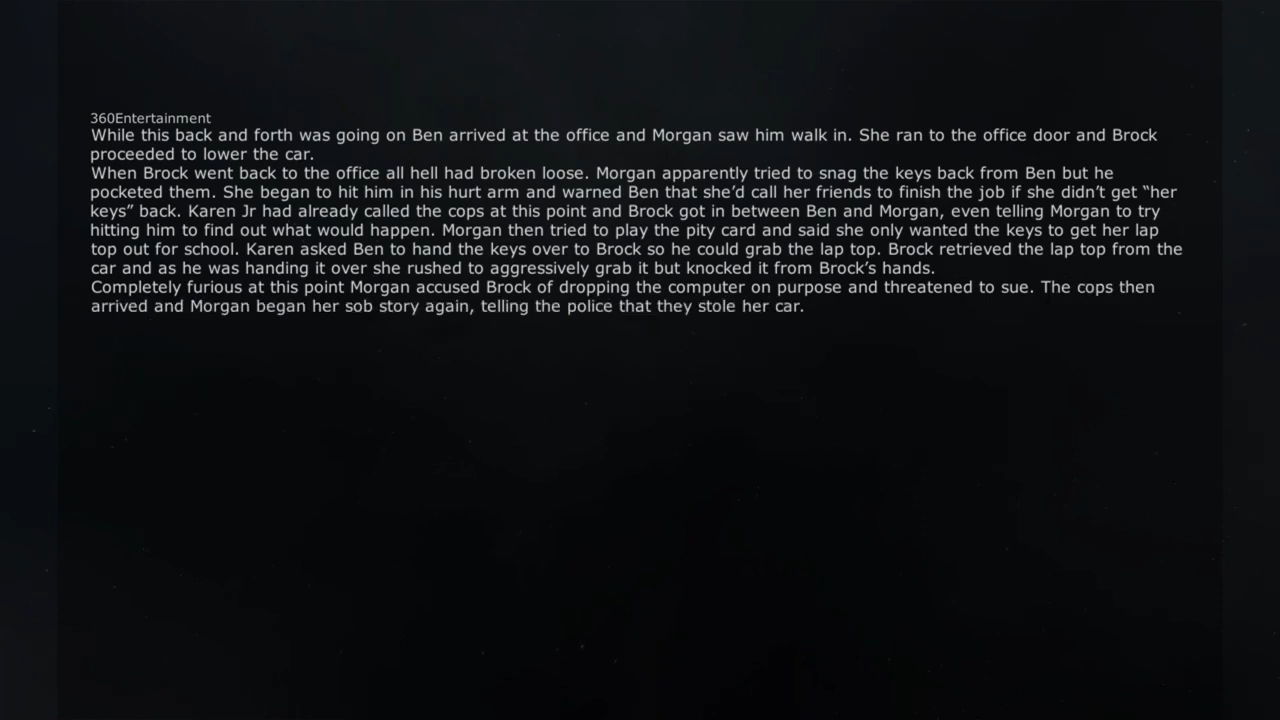 360Entertainment
While this back and forth was going on Ben arrived at the office and Morgan saw him walk in. She ran to the office door and Brock
proceeded to lower the car.
When Brock went back to the office all hell had broken loose. Morgan apparently tried to snag the keys back from Ben but he
pocketed them. She began to hit him in his hurt arm and warned Ben that she’d call her friends to finish the job if she didn’t get “her
keys” back. Karen Jr had already called the cops at this point and Brock got in between Ben and Morgan, even telling Morgan to try
hitting him to find out what would happen. Morgan then tried to play the pity card and said she only wanted the keys to get her lap
top out for school. Karen asked Ben to hand the keys over to Brock so he could grab the lap top. Brock retrieved the lap top from the
car and as he was handing it over she rushed to aggressively grab it but knocked it from Brock’s hands.
Completely furious at this point Morgan accused Brock of dropping the computer on purpose and threatened to sue. The cops then
arrived and Morgan began her sob story again, telling the police that they stole her car.